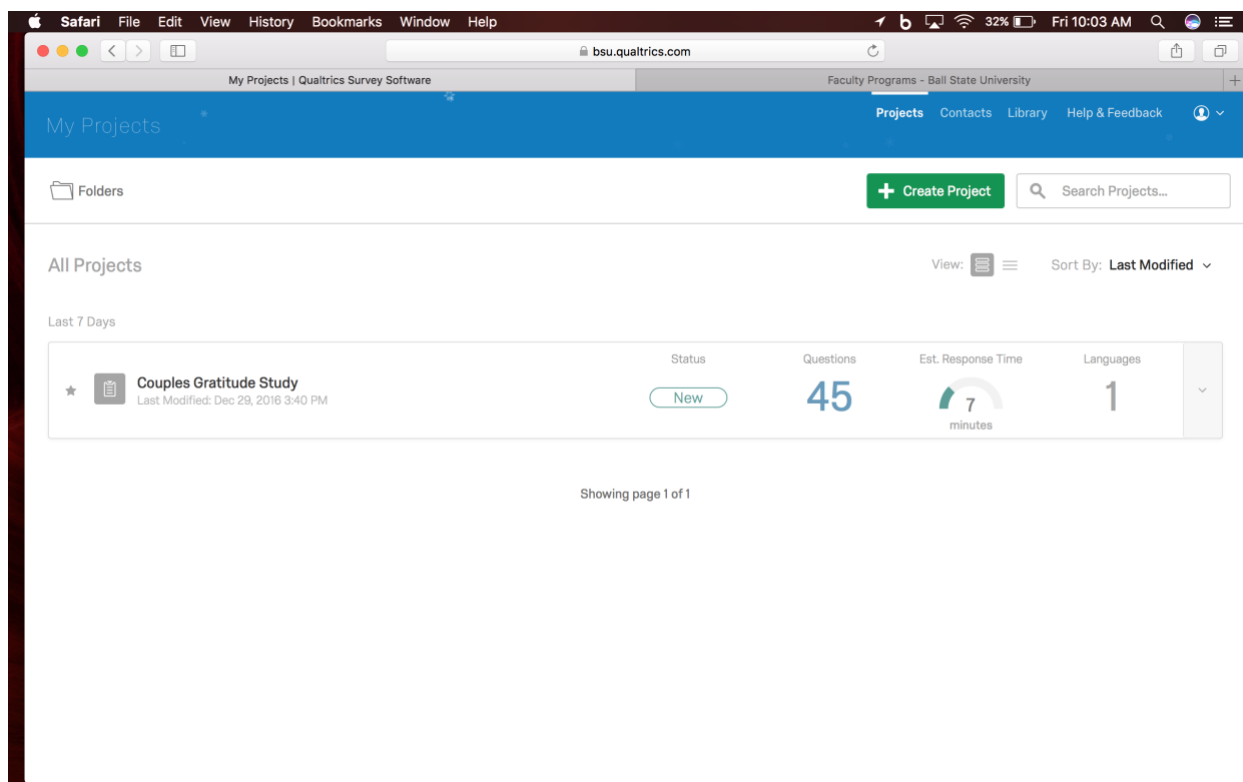 Safari File Edit View History Bookmarks Window Help 32% Fri 10:03 AM
bsu.qualtrics.com
My Projects | Qualtrics Survey Software Faculty Programs - Ball State University +
My Projects Projects Contacts Library Help & Feedback
Folders + Create Project Search Projects...
All Projects View: Sort By: Last Modified
Last 7 Days
Status Questions Est. Response Time Languages
Couples Gratitude Study
Last Modified: Dec 29, 2016 3:40 PM
New 45 7 1
minutes
Showing page 1 of 1